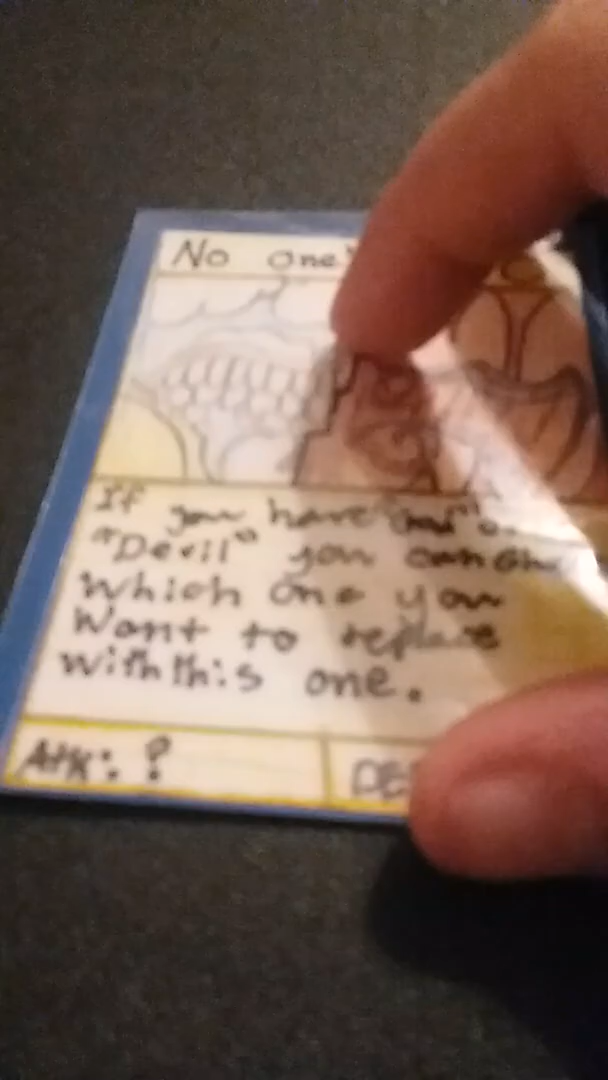 No one
If you have
"Devil" you can
which one you
Want to replace
with this one.
Atk: ?
DE